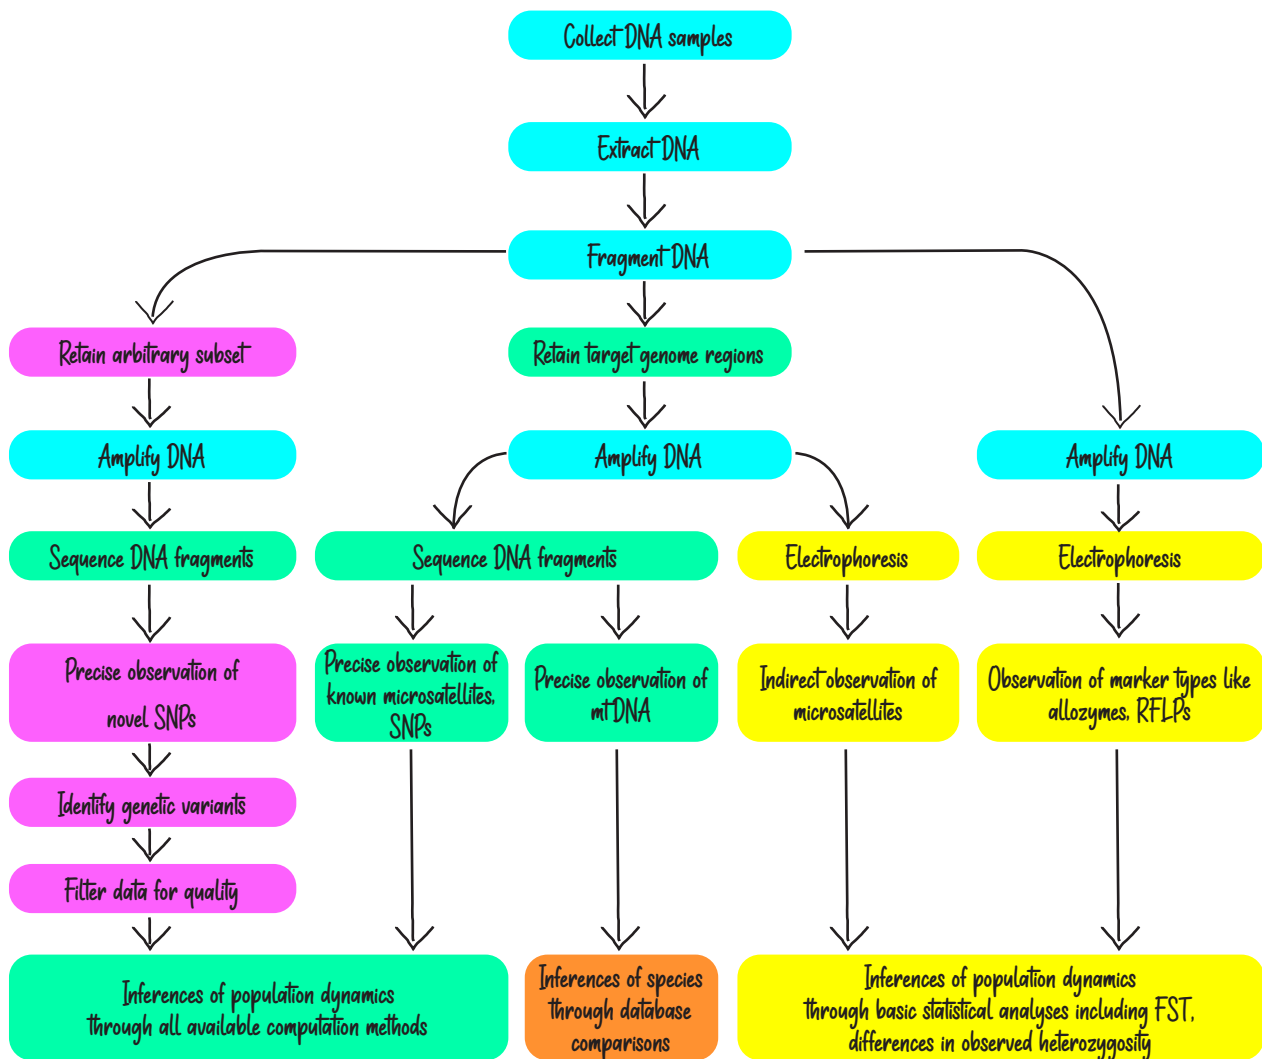 Collect DNA samples
Extract DNA
Fragment DNA
Retain arbitrary subset
Retain target genome regions
Amplify DNA
Amplify DNA
Amplify DNA
Sequence DNA fragments
Sequence DNA fragments
Electrophoresis
Electrophoresis
Precise observation of
novel SNPs
Precise observation of
known microsatellites,
SNPs
Precise observation of
mtDNA
Indirect observation of
microsatellites
Observation of marker types like
allozymes, RFLPs
Identify genetic variants
Filter data for quality
Inferences of population dynamics
through all available computation methods
Inferences of species
through database
comparisons
Inferences of population dynamics
through basic statistical analyses including FST,
differences in observed heterozygosity